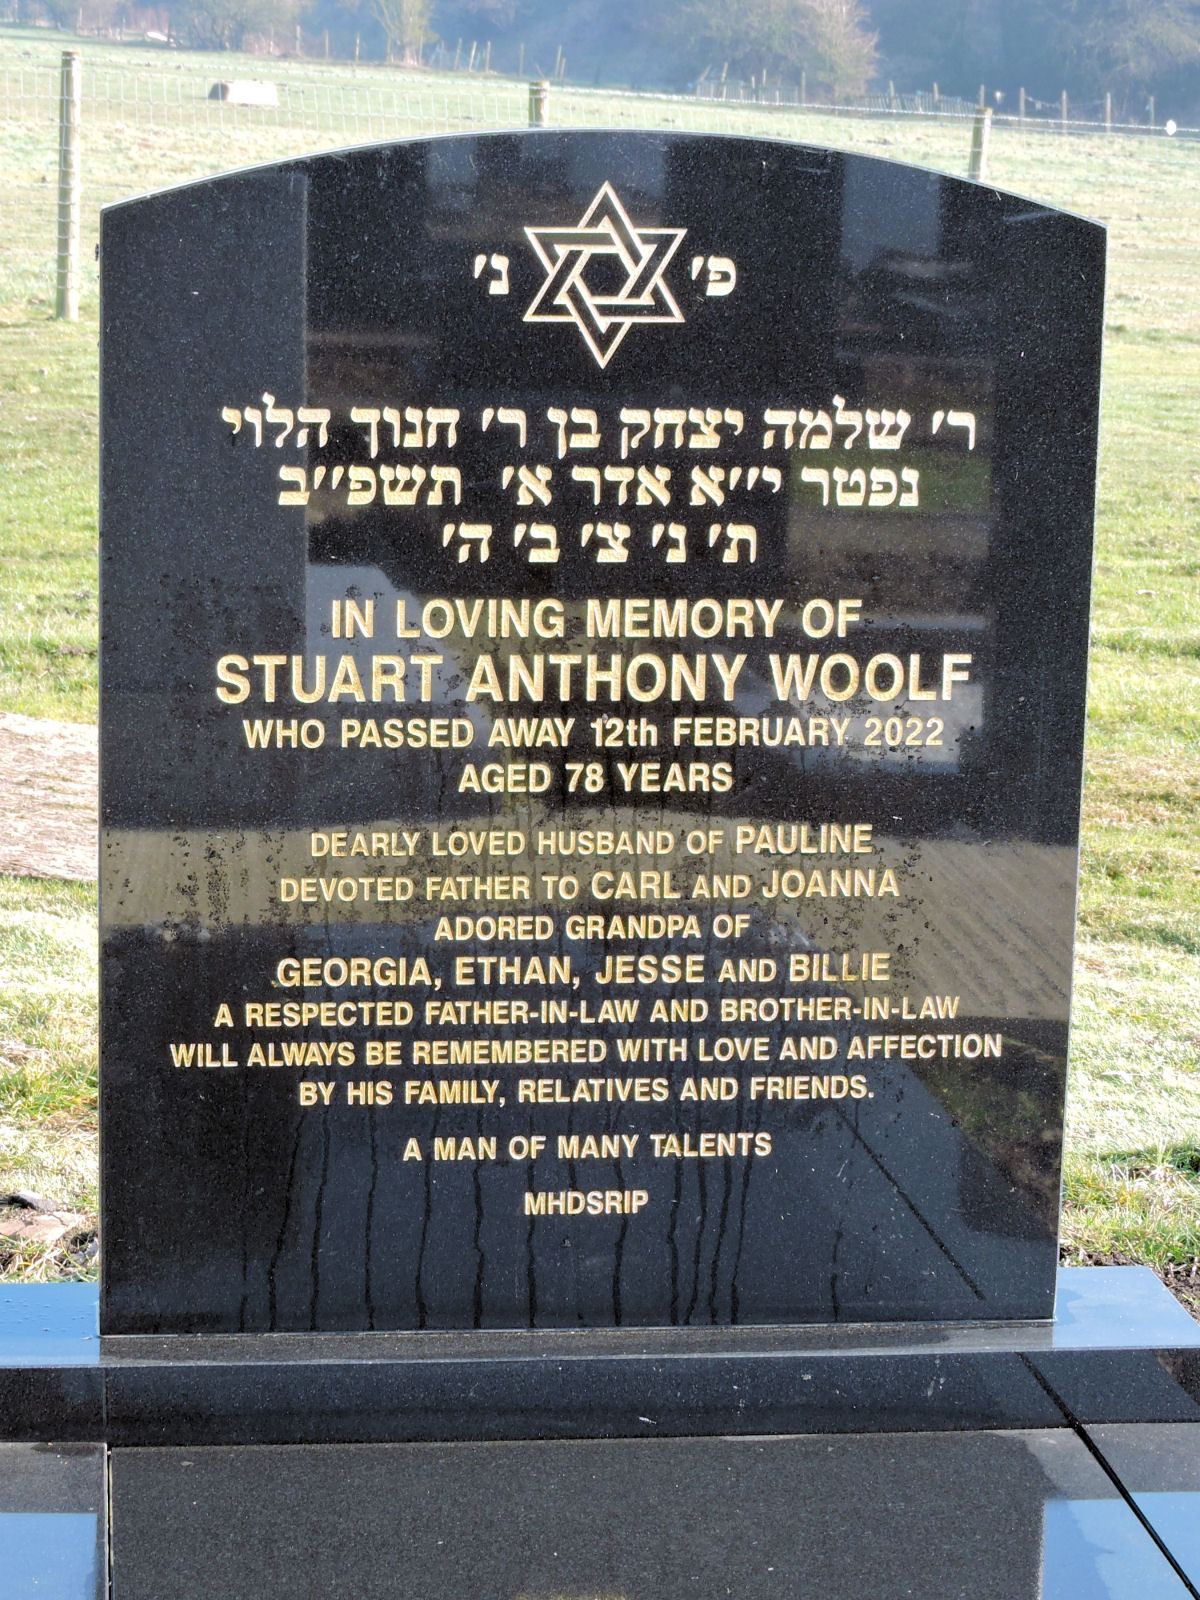 פ׳ נ׳
ר׳ שלמה יצחק בן ר׳ חנוך הלוי
נפטר י׳׳א אדר א׳ תשפ׳׳ב
ת׳ נ׳ צ׳ ב׳ ה׳
IN LOVING MEMORY OF
STUART ANTHONY WOOLF
WHO PASSED AWAY 12th FEBRUARY 2022
AGED 78 YEARS
DEARLY LOVED HUSBAND OF PAULINE
DEVOTED FATHER TO CARL AND JOANNA
ADORED GRANDPA OF
GEORGIA, ETHAN, JESSE AND BILLIE
A RESPECTED FATHER-IN-LAW AND BROTHER-IN-LAW
WILL ALWAYS BE REMEMBERED WITH LOVE AND AFFECTION
BY HIS FAMILY, RELATIVES AND FRIENDS.
A MAN OF MANY TALENTS
MHDSRIP